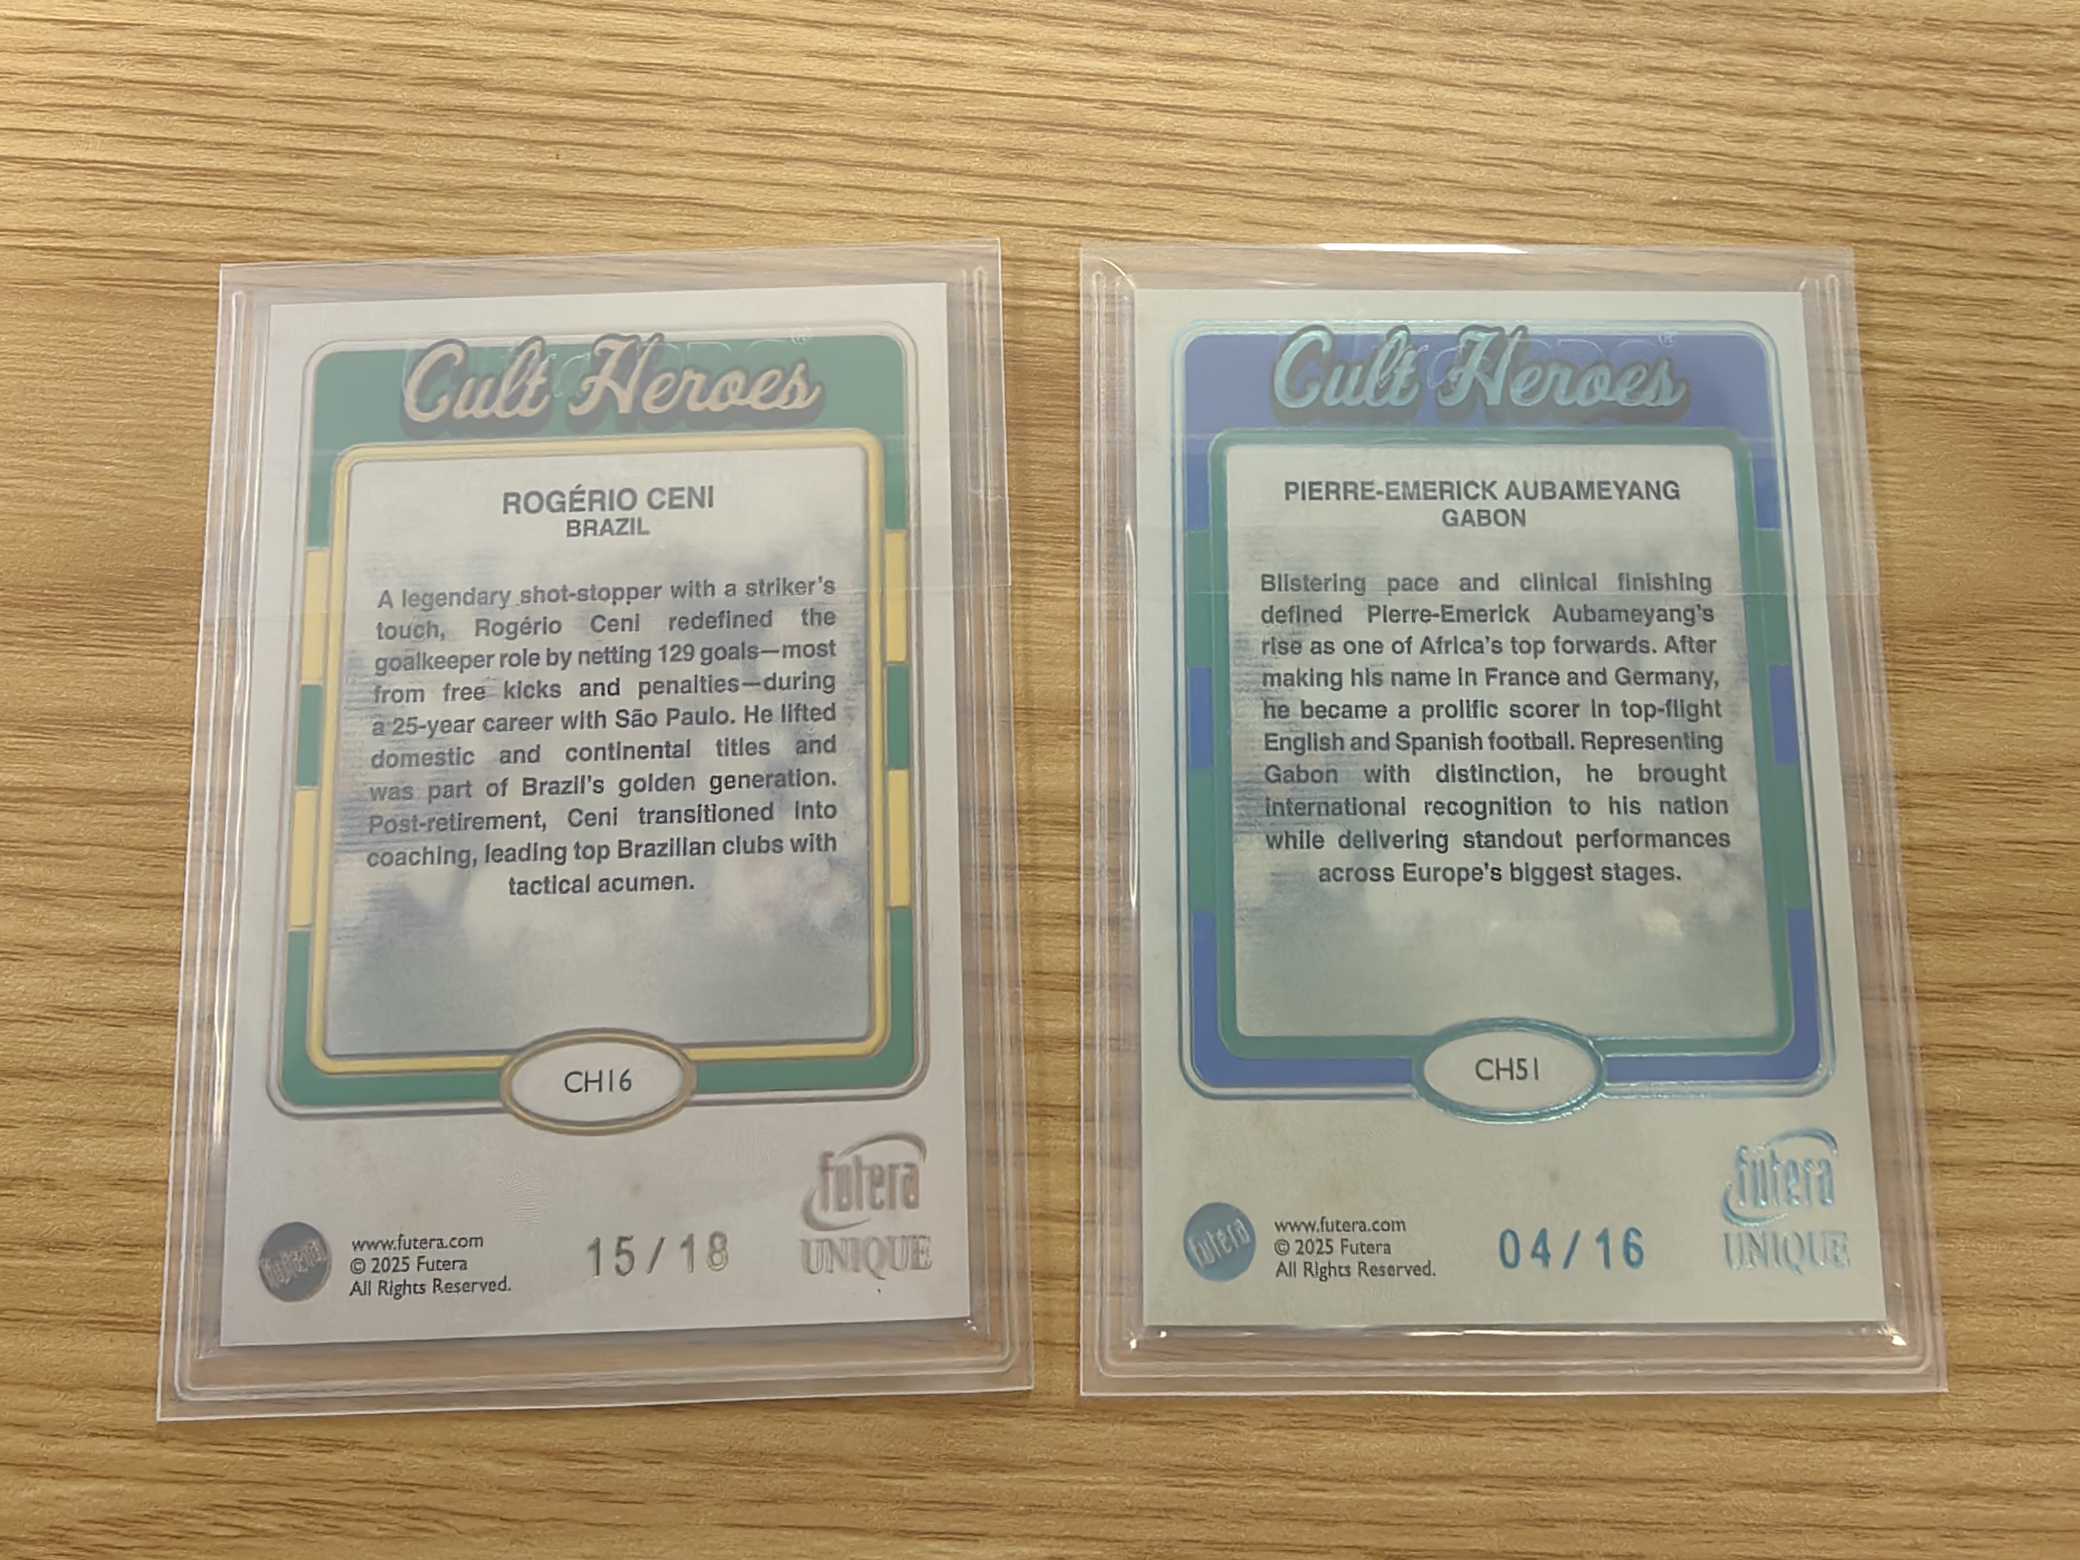 Cult Heroes
ROGÉRIO CENI
BRAZIL
A legendary shot-stopper with a striker's
touch, Rogério Ceni redefined the
goalkeeper role by netting 129 goals—most
from free kicks and penalties—during
a 25-year career with São Paulo. He lifted
domestic and continental titles and
was part of Brazil's golden generation.
Post-retirement, Ceni transitioned into
coaching, leading top Brazilian clubs with
tactical acumen.
CH16
futera
www.futera.com
© 2025 Futera
All Rights Reserved.
15/18
futera
UNIQUE
Cult Heroes
PIERRE-EMERICK AUBAMEYANG
GABON
Blistering pace and clinical finishing
defined Pierre-Emerick Aubameyang's
rise as one of Africa's top forwards. After
making his name in France and Germany,
he became a prolific scorer in top-flight
English and Spanish football. Representing
Gabon with distinction, he brought
international recognition to his nation
while delivering standout performances
across Europe's biggest stages.
CH51
futera
www.futera.com
© 2025 Futera
All Rights Reserved.
04/16
futera
UNIQUE